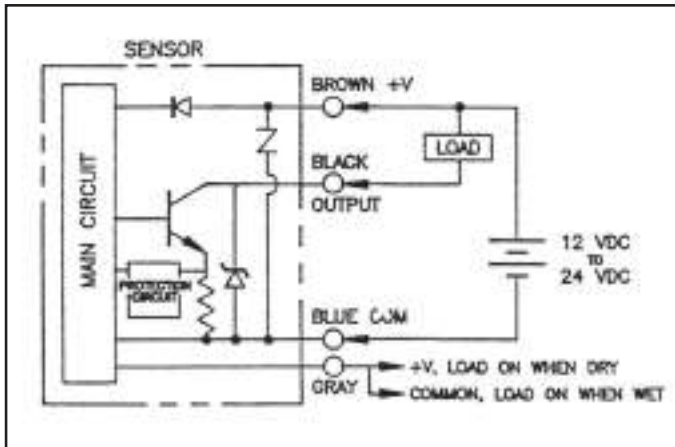 SENSOR
BROWN +V
LOAD
BLACK
OUTPUT
MAIN CIRCUIT
12 VDC
TO
24 VDC
PROTECTION
CIRCUIT
BLUE COM
GRAY
+V, LOAD ON WHEN DRY
COMMON, LOAD ON WHEN WET